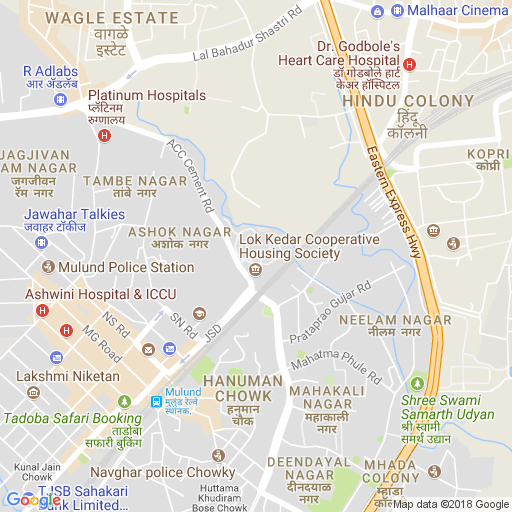 Malhaar Cinema
WAGLE ESTATE
वागळे
इस्टेट
Lal Bahadur Shastri Rd
Dr. Godbole's
Heart Care Hospital
डॉ गोडबोले हार्ट
केअर हॉस्पिटल
R Adlabs
आर अ‍ॅडलॅब
Platinum Hospitals
प्लॅटिनम
रुग्णालय
HINDU COLONY
हिंदू
कॉलनी
ACC Cement Rd
Eastern Express Hwy
KOPRI
कोप्री
JAGJIVAN
RAM NAGAR
जगजीवन
रॅम नगर
TAMBE NAGAR
तांबे नगर
Jawahar Talkies
जवाहर टॉकीज
ASHOK NAGAR
अशोक नगर
Lok Kedar Cooperative
Housing Society
Mulund Police Station
Ashwini Hospital & ICCU
NS Rd
MG Road
SN Rd
JSD
Prataprao Gujar Rd
NEELAM NAGAR
नीलम नगर
Mahatma Phule Rd
Lakshmi Niketan
Mulund
मुलुंड रेल्वे
स्थानक
HANUMAN
CHOWK
हनुमान
चौक
MAHAKALI
NAGAR
महाकाली
नगर
Shree Swami
Samarth Udyan
श्री स्वामी
समर्थ उद्यान
Tadoba Safari Booking
ताडोबा
सफारी बुकिंग
Kunal Jain
Chowk
Navghar police Chowky
DEENDAYAL
NAGAR
दीनदयाळ
नगर
MHADA
COLONY
म्हाडा
Huttama
Khudiram
Bose Chowk
TJSB Sahakari
Bank Limited...
Google
Map data ©2018 Google